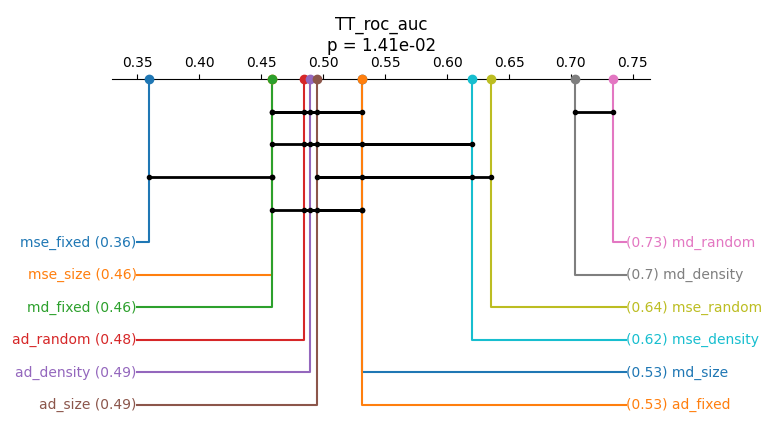 TT_roc_auc
p = 1.41e-02
0.35 0.40 0.45 0.50 0.55 0.60 0.65 0.70 0.75
mse_fixed (0.36) (0.73) md_random
mse_size (0.46) (0.7) md_density
md_fixed (0.46) (0.64) mse_random
ad_random (0.48) (0.62) mse_density
ad_density (0.49) (0.53) md_size
ad_size (0.49) (0.53) ad_fixed